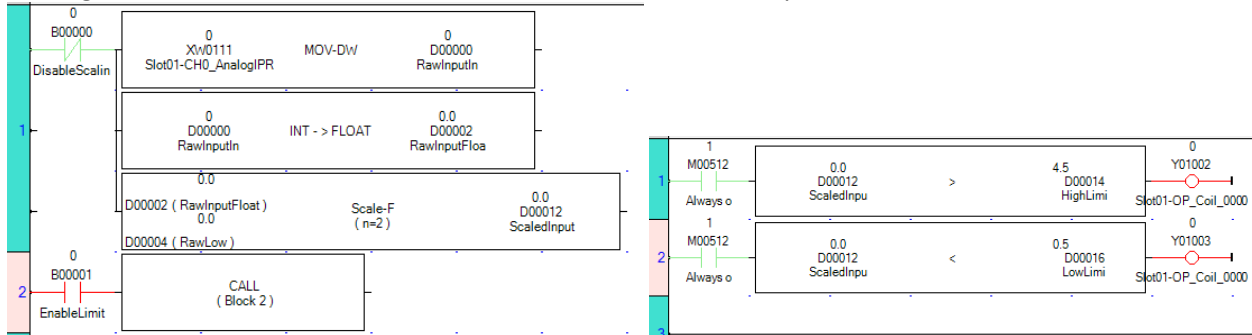 0
B00000
DisableScalin
0
XW0111
Slot01-CH0_AnalogIPR
MOV-DW
0
D00000
RawInputIn
1
0
D00000
RawInputIn
INT - > FLOAT
0.0
D00002
RawInputFloa
0.0
D00002 ( RawInputFloat )
0.0
D00004 ( RawLow )
Scale-F
( n=2 )
0.0
D00012
ScaledInput
2
0
B00001
EnableLimit
CALL
( Block 2 )
1
1
M00512
Always o
0.0
D00012
ScaledInpu
>
4.5
D00014
HighLimi
0
Y01002
Slot01-OP_Coil_0000
2
1
M00512
Always o
0.0
D00012
ScaledInpu
<
0.5
D00016
LowLimi
0
Y01003
Slot01-OP_Coil_0000
3